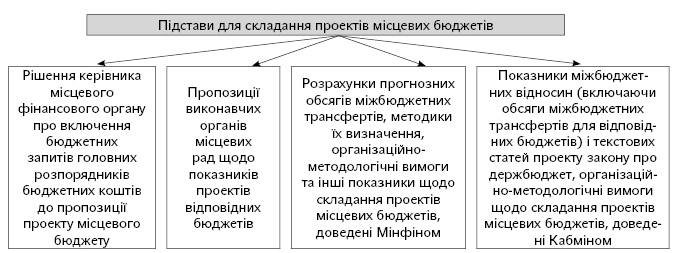 Підстави для складання проектів місцевих бюджетів
Рішення керівника
місцевого
фінансового органу
про включення
бюджетних
запитів головних
розпорядників
бюджетних коштів
до пропозиції
проекту місцевого
бюджету
Пропозиції
виконавчих
органів
місцевих
рад щодо
показників
проектів
відповідних
бюджетів
Розрахунки прогнозних
обсягів міжбюджетних
трансфертів, методики
їх визначення,
організаційно-
методологічні вимоги
та інші показники щодо
складання проектів
місцевих бюджетів,
доведені Мінфіном
Показники міжбюджет-
них відносин (включаючи
обсяги міжбюджетних
трансфертів для відповід-
них бюджетів) і текстових
статей проекту закону про
держбюджет, організацій-
но-методологічні вимоги
щодо складання проектів
місцевих бюджетів, доведе-
ні Кабміном